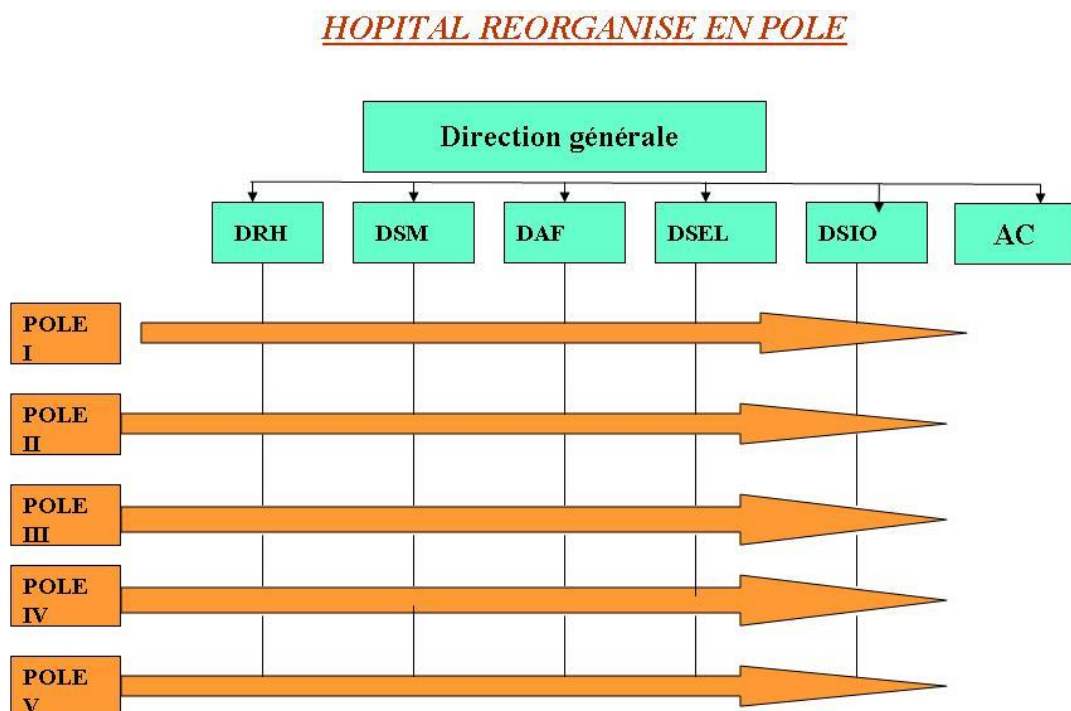 HOPITAL REORGANISE EN POLE
Direction générale
DRH
DSM
DAF
DSEL
DSIO
AC
POLE
I
POLE
II
POLE
III
POLE
IV
POLE
V